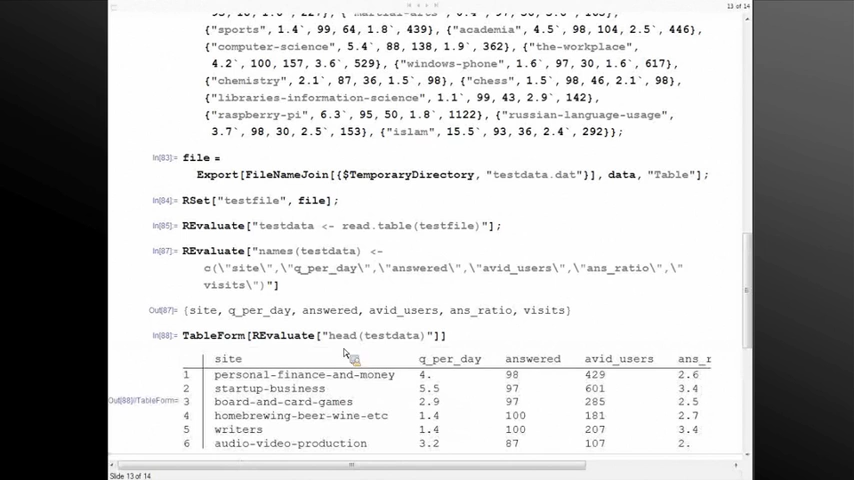 13 of 14
{"sports", 1.4`, 99, 64, 1.8`, 439}, {"academia", 4.5`, 98, 104, 2.5`, 446},
{"computer-science", 5.4`, 88, 138, 1.9`, 362}, {"the-workplace",
4.2`, 100, 157, 3.6`, 529}, {"windows-phone", 1.6`, 97, 30, 1.6`, 617},
{"chemistry", 2.1`, 87, 36, 1.5`, 98}, {"chess", 1.5`, 98, 46, 2.1`, 98},
{"libraries-information-science", 1.1`, 99, 43, 2.9`, 142},
{"raspberry-pi", 6.3`, 95, 50, 1.8`, 1122}, {"russian-language-usage",
3.7`, 98, 30, 2.5`, 153}, {"islam", 15.5`, 93, 36, 2.4`, 292}};
In[83]:= file =
Export[FileNameJoin[{$TemporaryDirectory, "testdata.dat"}], data, "Table"];
In[84]:= RSet["testfile", file];
In[85]:= REvaluate["testdata <- read.table(testfile)"];
In[87]:= REvaluate["names(testdata) <-
c(\"site\",\"q_per_day\",\"answered\",\"avid_users\",\"ans_ratio\",\"
visits\")"]
Out[87]= {site, q_per_day, answered, avid_users, ans_ratio, visits}
In[88]:= TableForm[REvaluate["head(testdata)"]]
site q_per_day answered avid_users ans_r
1 personal-finance-and-money 4. 98 429 2.6
2 startup-business 5.5 97 601 3.4
3 board-and-card-games 2.9 97 285 2.5
Out[88]//TableForm=
4 homebrewing-beer-wine-etc 1.4 100 181 2.7
5 writers 1.4 100 207 3.4
6 audio-video-production 3.2 87 107 2.
Slide 13 of 14